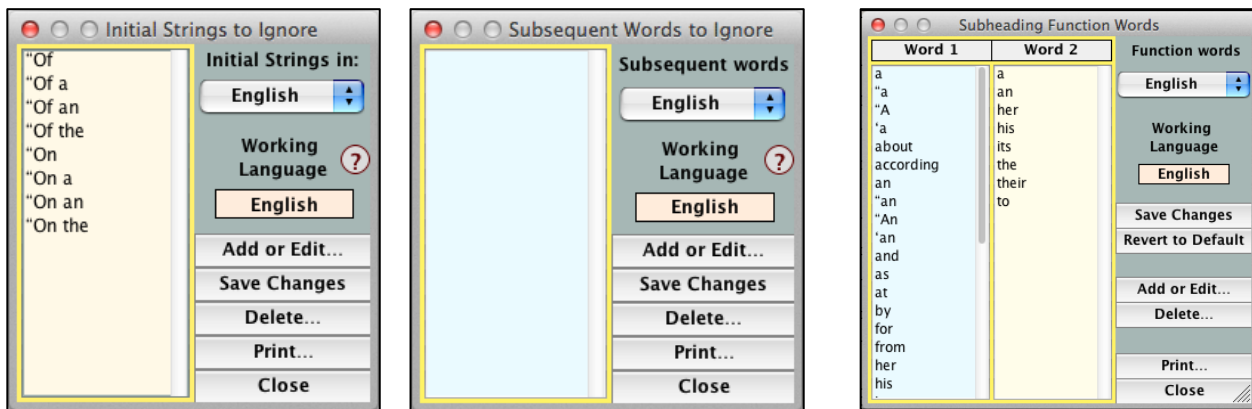 Initial Strings to Ignore
“Of
“Of a
“Of an
“Of the
“On
“On a
“On an
“On the
Initial Strings in:
English
Working
Language
?
English
Add or Edit...
Save Changes
Delete...
Print...
Close
Subsequent Words to Ignore
Subsequent words
English
Working
Language
?
English
Add or Edit...
Save Changes
Delete...
Print...
Close
Subheading Function Words
Word 1
a
“a
“A
‘a
about
according
an
“an
“An
‘an
and
as
at
by
for
from
her
his
Word 2
a
an
her
his
its
the
their
to
Function words
English
Working
Language
English
Save Changes
Revert to Default
Add or Edit...
Delete...
Print...
Close